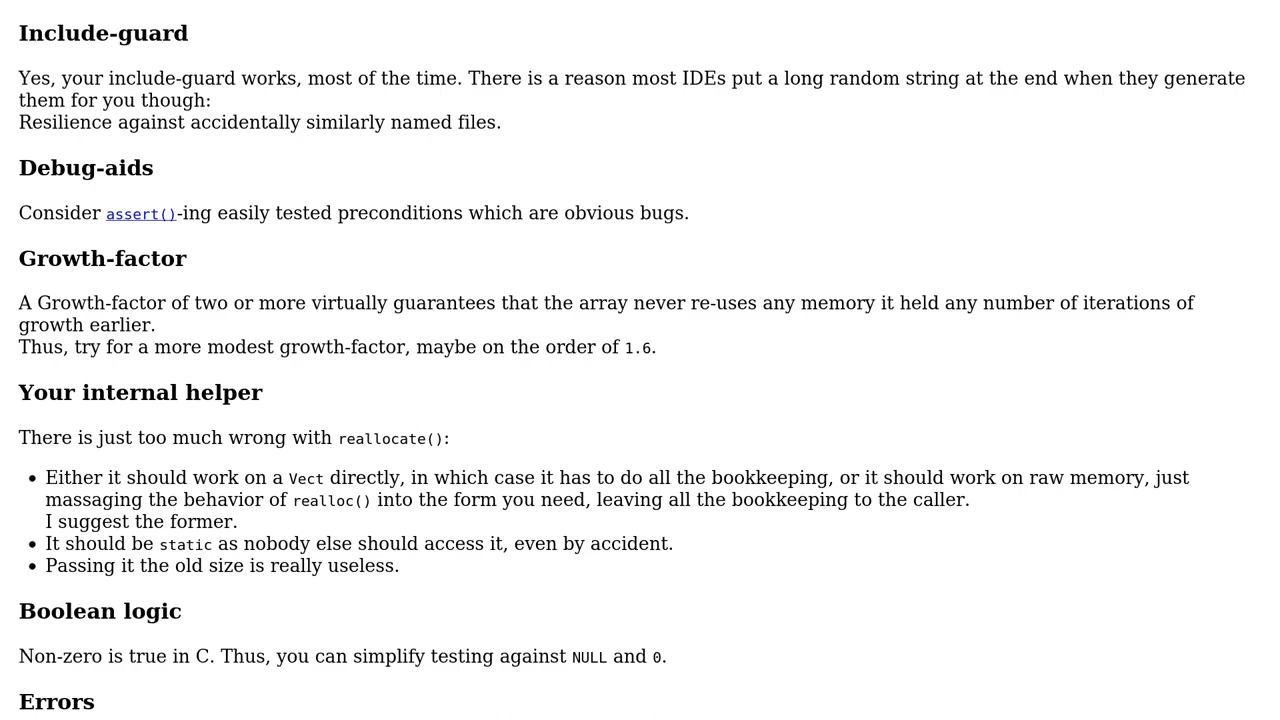 Include-guard
Yes, your include-guard works, most of the time. There is a reason most IDEs put a long random string at the end when they generate
them for you though:
Resilience against accidentally similarly named files.
Debug-aids
Consider assert()-ing easily tested preconditions which are obvious bugs.
Growth-factor
A Growth-factor of two or more virtually guarantees that the array never re-uses any memory it held any number of iterations of
growth earlier.
Thus, try for a more modest growth-factor, maybe on the order of 1.6.
Your internal helper
There is just too much wrong with reallocate():
• Either it should work on a Vect directly, in which case it has to do all the bookkeeping, or it should work on raw memory, just
massaging the behavior of realloc() into the form you need, leaving all the bookkeeping to the caller.
I suggest the former.
• It should be static as nobody else should access it, even by accident.
• Passing it the old size is really useless.
Boolean logic
Non-zero is true in C. Thus, you can simplify testing against NULL and 0.
Errors